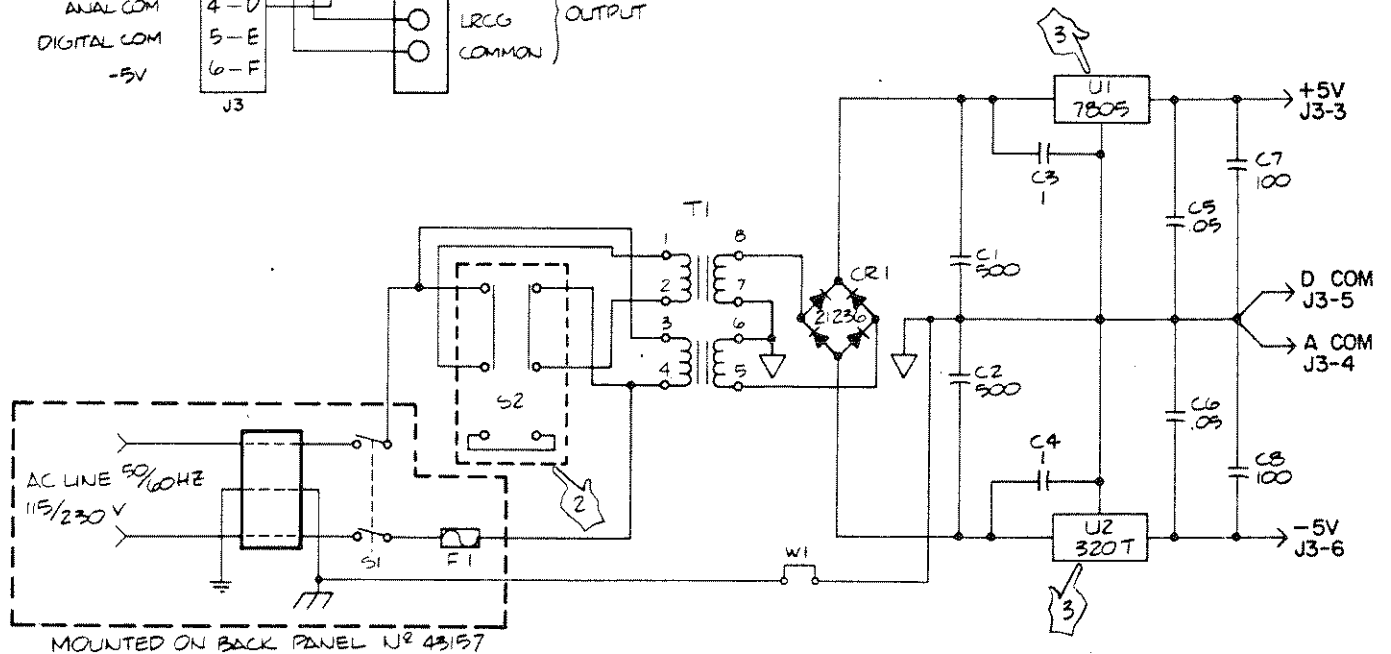 ANAL COM
4-D
DIGITAL COM
5-E
-5V
6-F
J3
LRCG
COMMON
OUTPUT
3
U1
7805
+5V
J3-3
C3
1
C7
100
C5
.05
T1
1
2
3
4
8
7
6
5
CR1
21236
C1
500
D COM
J3-5
A COM
J3-4
S2
C2
500
C6
.05
C4
1
C8
100
2
AC LINE 50/60HZ
115/230 V
S1
F1
W1
U2
320T
-5V
J3-6
3
MOUNTED ON BACK PANEL Nº 43157